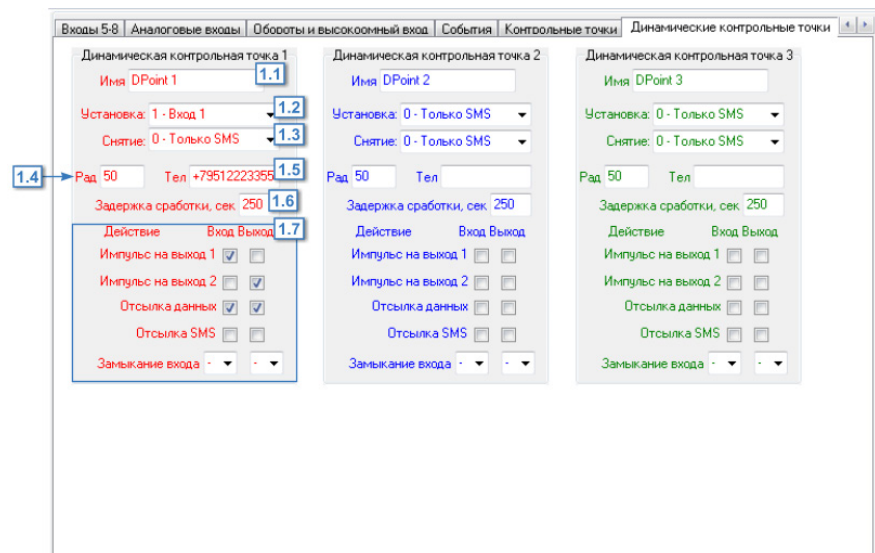 Входы 5-8 Аналоговые входы Обороты и высокоомный вход События Контрольные точки Динамические контрольные точки
Динамическая контрольная точка 1
Имя DPoint 1 1.1
Установка: 1 - Вход 1 1.2
Снятие: 0 - Только SMS 1.3
1.4 Рад 50 Тел +79512223355 1.5
Задержка сработки, сек 250 1.6
Действие Вход Выход 1.7
Импульс на выход 1
Импульс на выход 2
Отсылка данных
Отсылка SMS
Замыкание входа - -
Динамическая контрольная точка 2
Имя DPoint 2
Установка: 0 - Только SMS
Снятие: 0 - Только SMS
Рад 50 Тел
Задержка сработки, сек 250
Действие Вход Выход
Импульс на выход 1
Импульс на выход 2
Отсылка данных
Отсылка SMS
Замыкание входа - -
Динамическая контрольная точка 3
Имя DPoint 3
Установка: 0 - Только SMS
Снятие: 0 - Только SMS
Рад 50 Тел
Задержка сработки, сек 250
Действие Вход Выход
Импульс на выход 1
Импульс на выход 2
Отсылка данных
Отсылка SMS
Замыкание входа - -